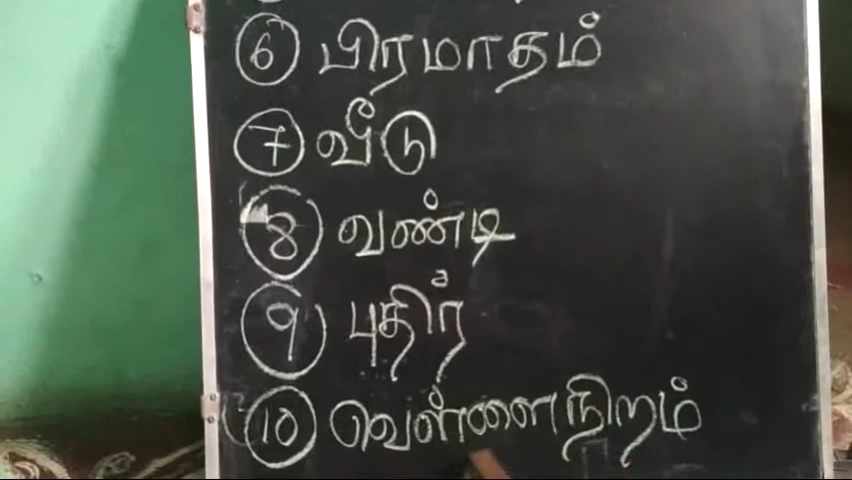 6 பிரமாதம்
7 வீடு
8 வண்டி
9 புதிர்
10 வெள்ளைநிறம்